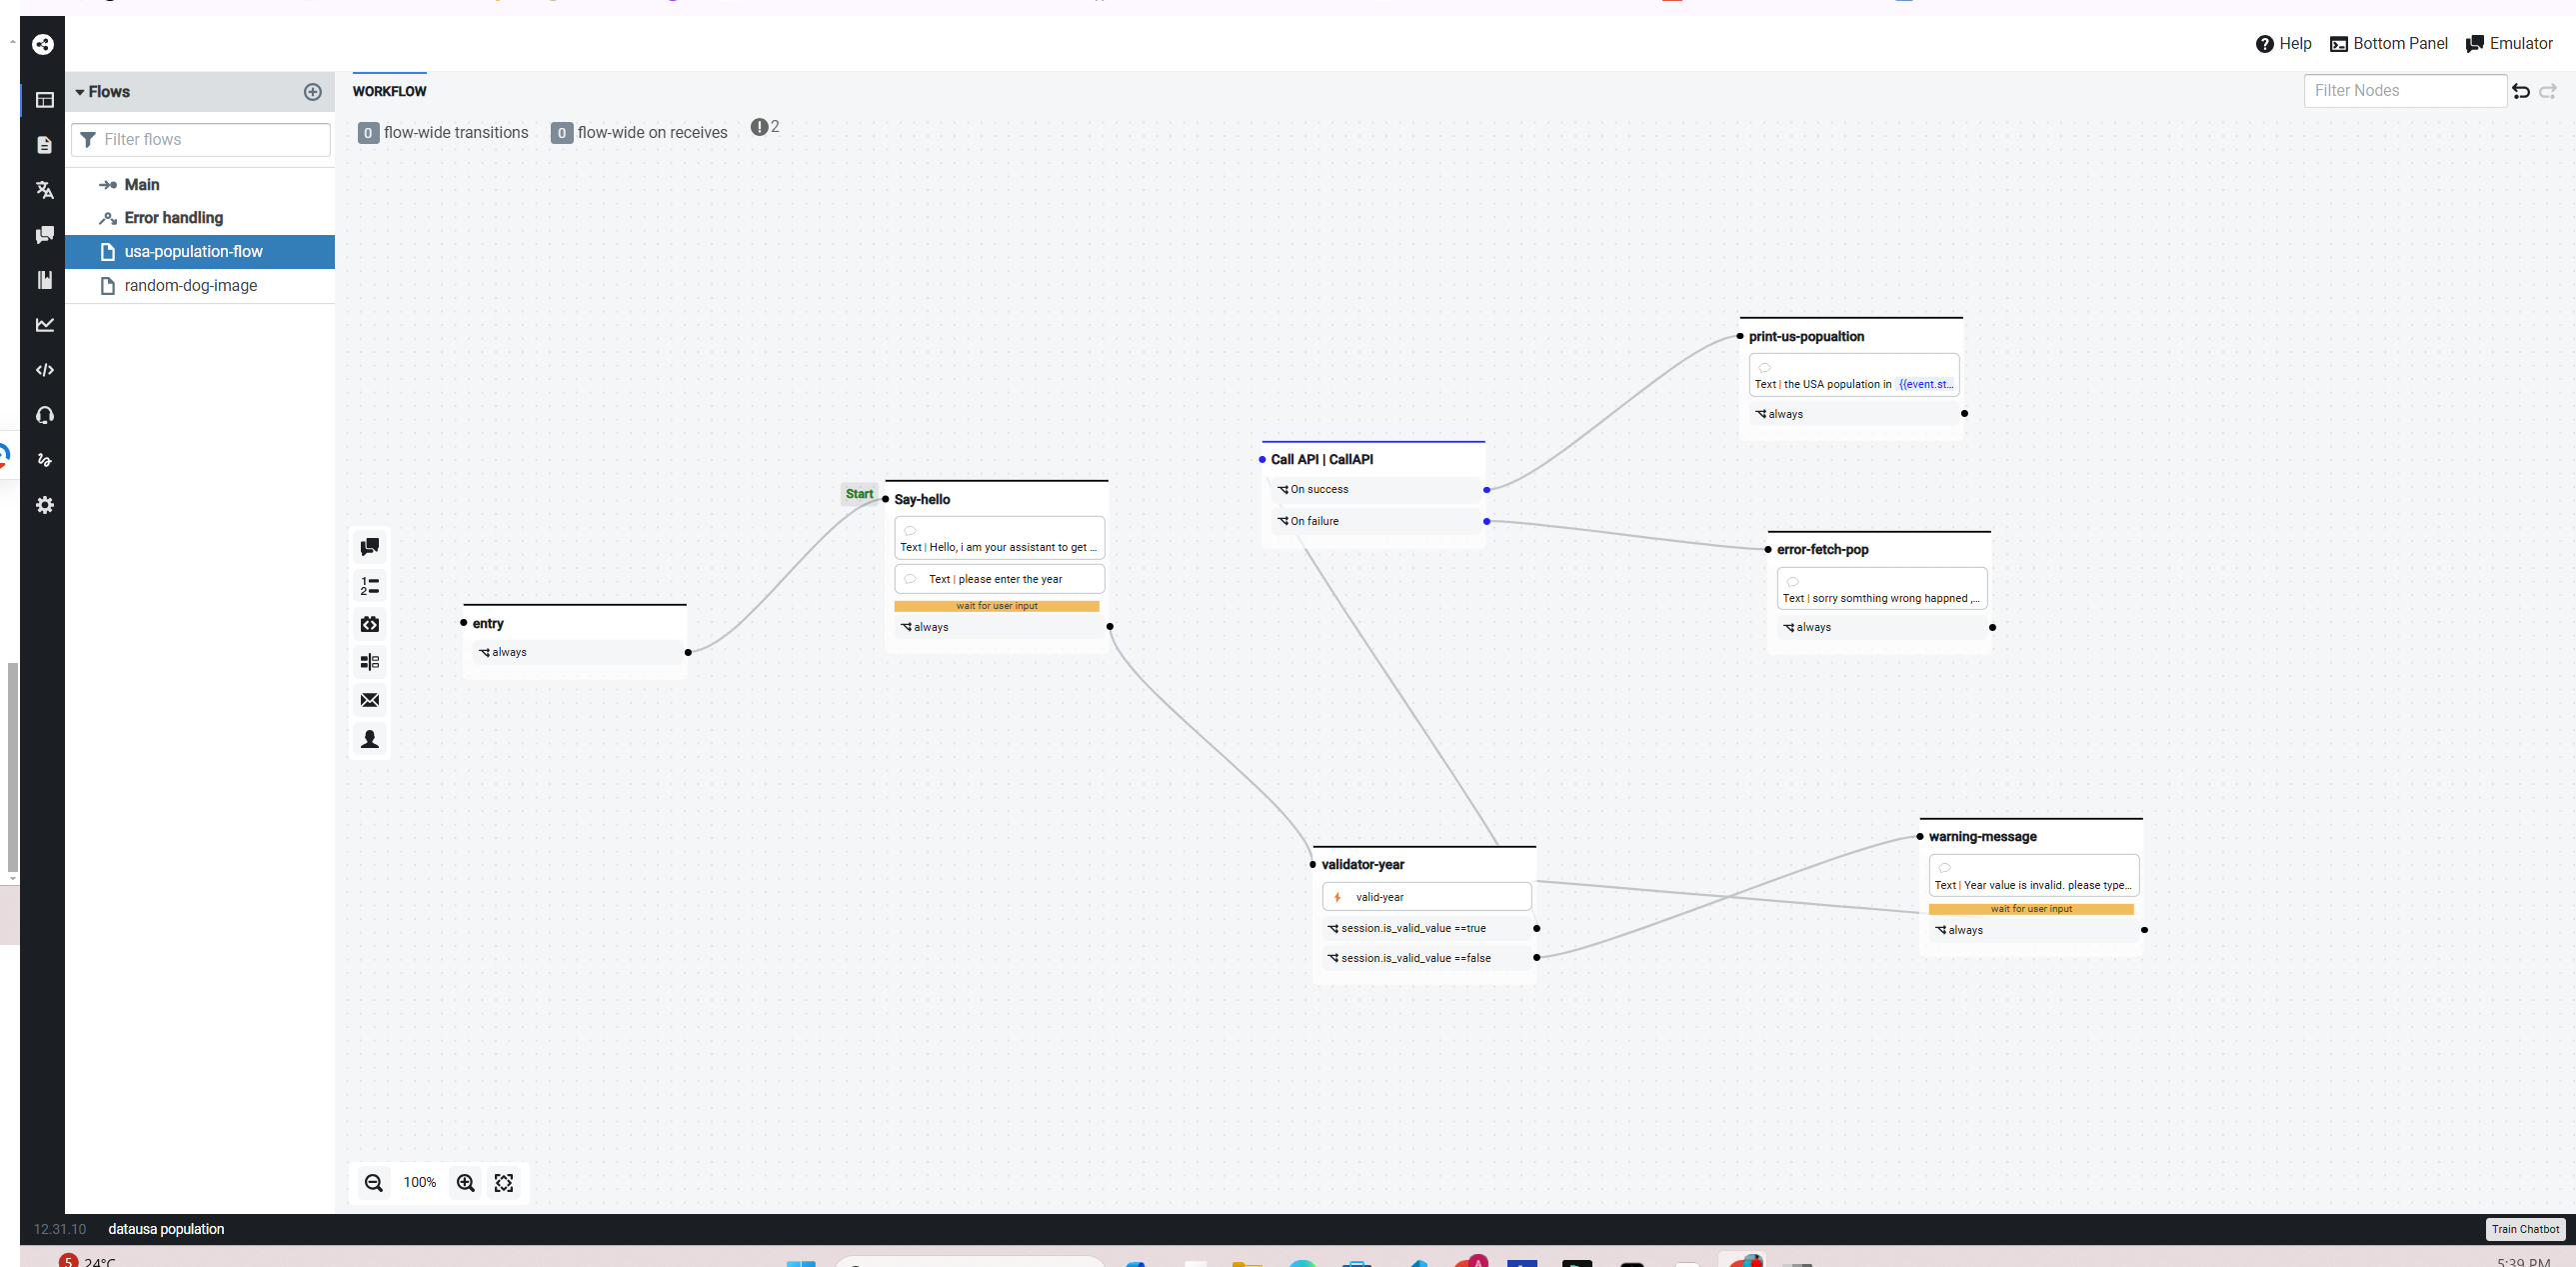 Help Bottom Panel Emulator
Flows
WORKFLOW
Filter Nodes
Filter flows
0 flow-wide transitions 0 flow-wide on receives 2
Main
Error handling
usa-population-flow
random-dog-image
print-us-popualtion
Text | the USA population in {{event.st...
always
Call API | CallAPI
On success
On failure
Start
Say-hello
Text | Hello, i am your assistant to get ...
Text | please enter the year
wait for user input
always
error-fetch-pop
Text | sorry somthing wrong happned ,...
always
entry
always
validator-year
valid-year
session.is_valid_value ==true
session.is_valid_value ==false
warning-message
Text | Year value is invalid. please type...
wait for user input
always
100%
12.31.10 datausa population
Train Chatbot
5 24°C
5:39 PM